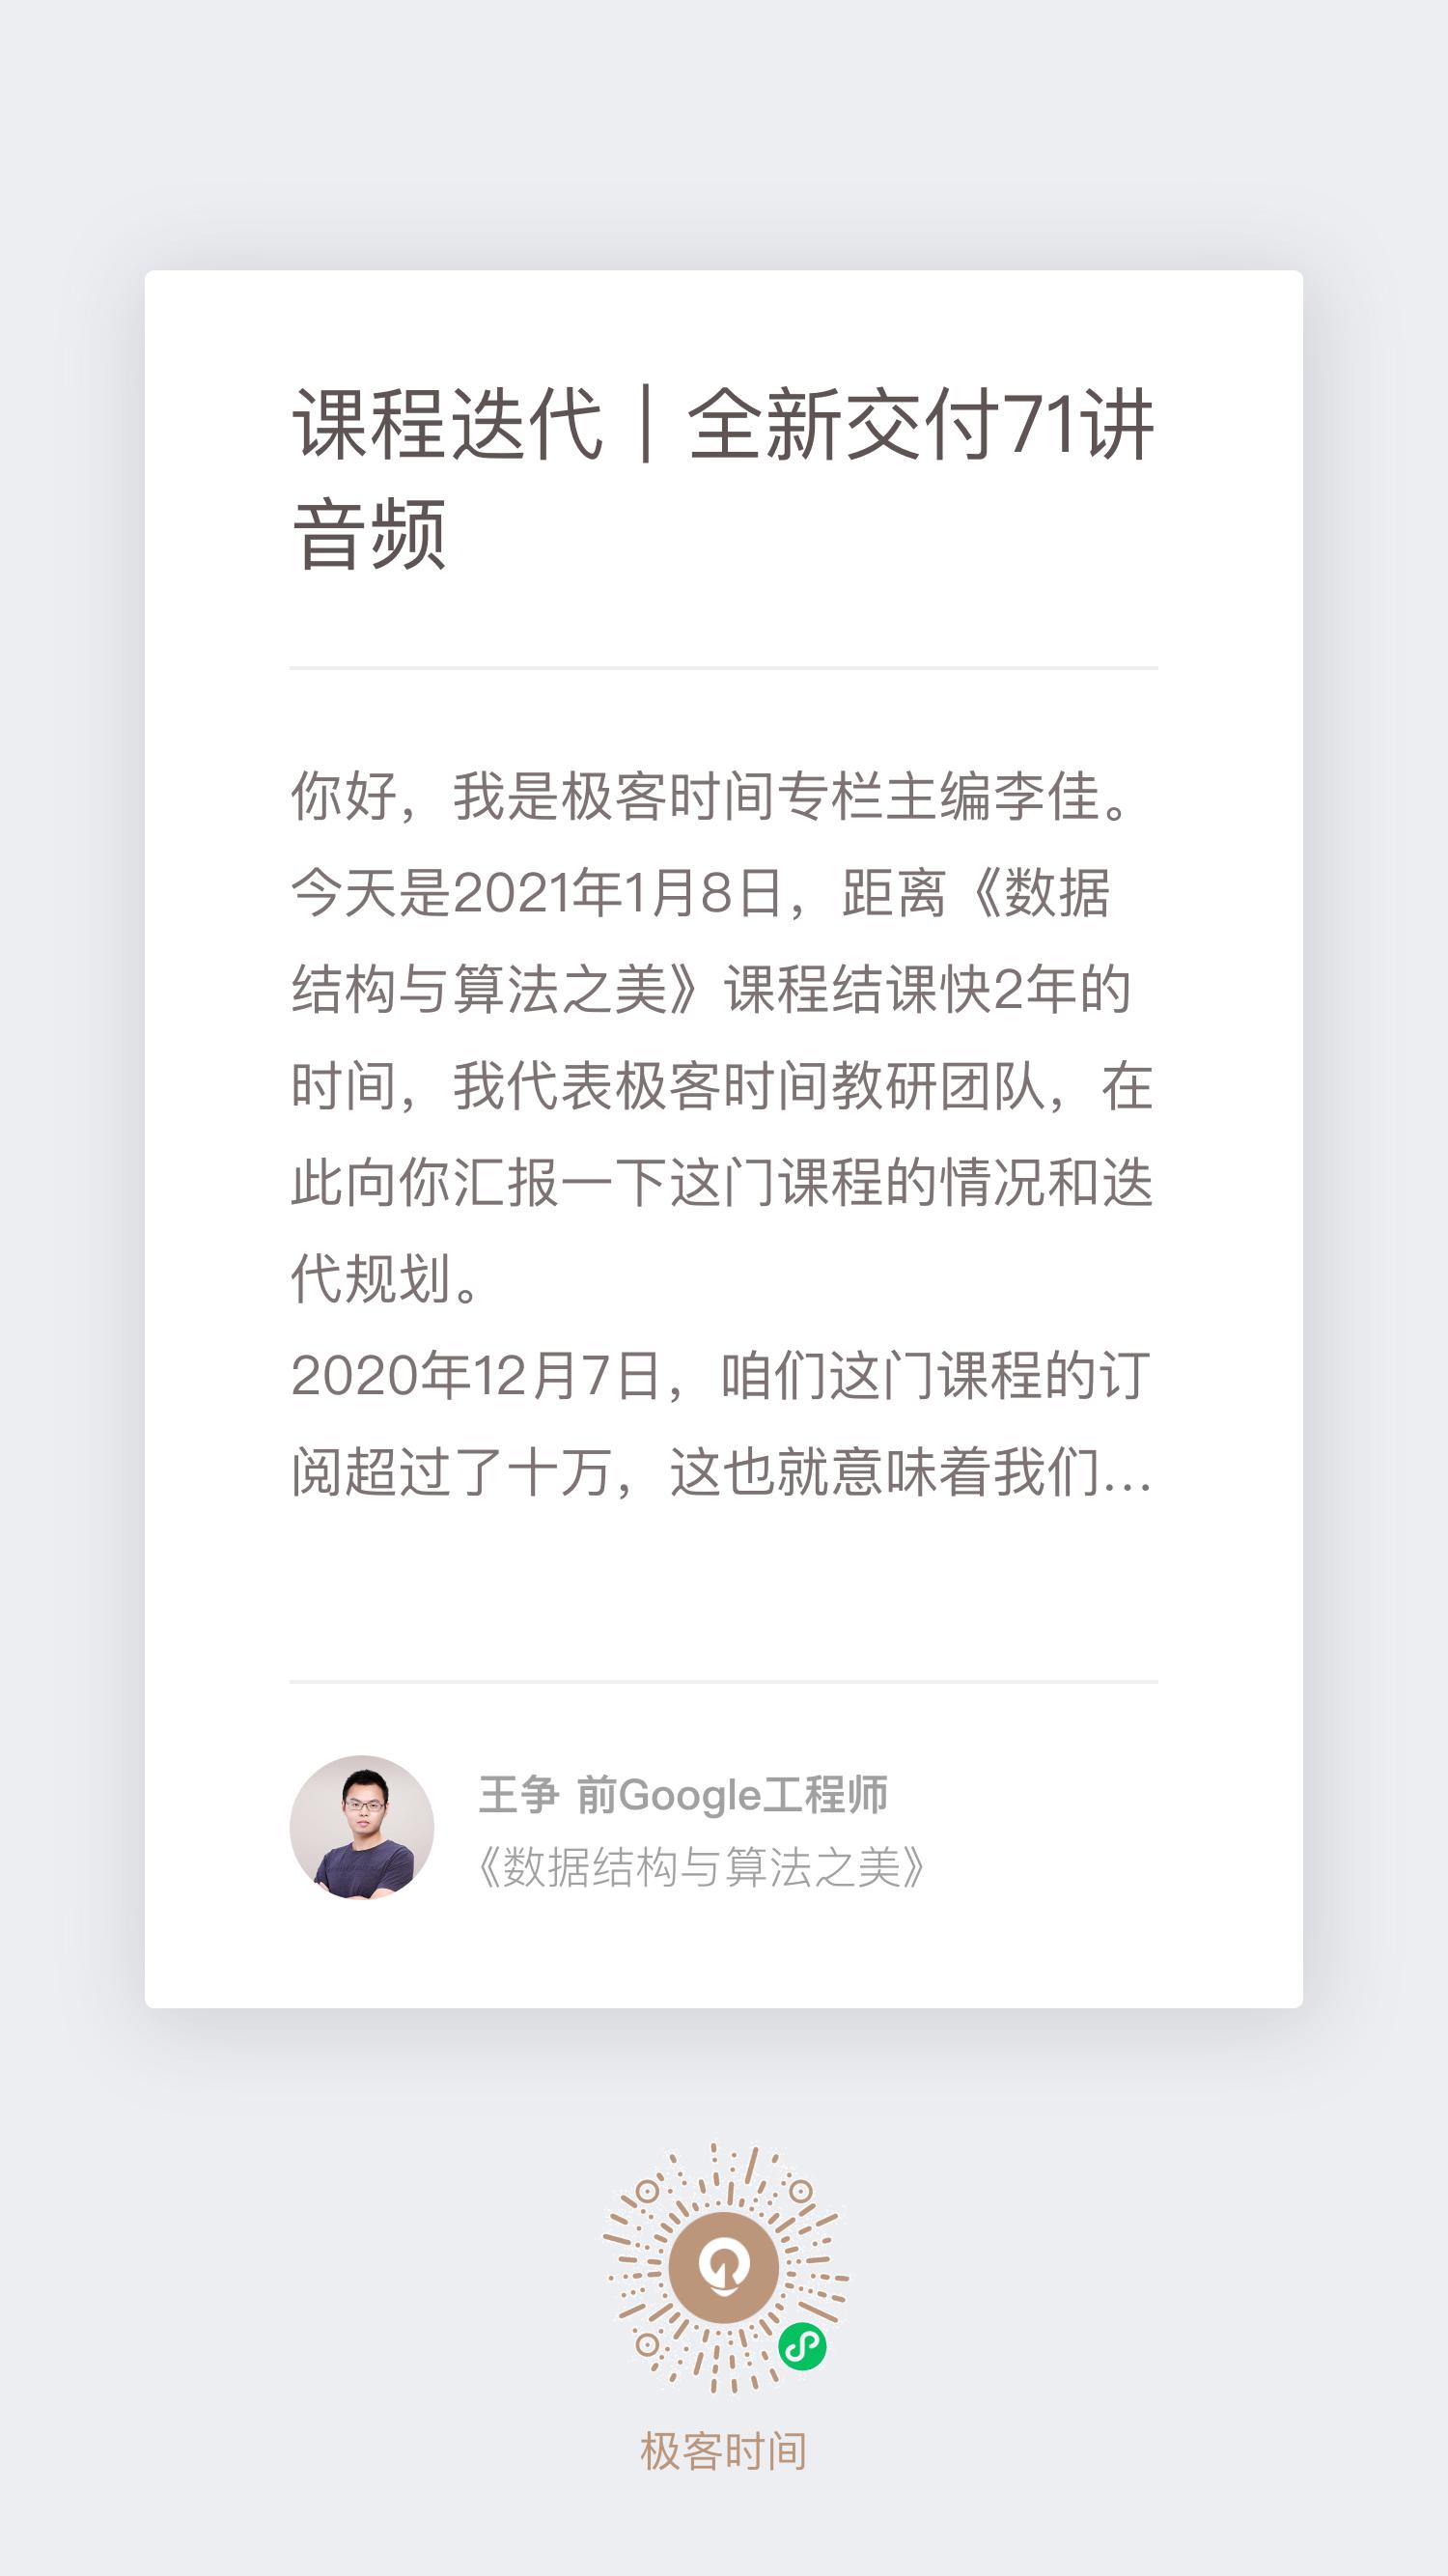 课程迭代｜全新交付71讲
音频
你好，我是极客时间专栏主编李佳。
今天是2021年1月8日，距离《数据
结构与算法之美》课程结课快2年的
时间，我代表极客时间教研团队，在
此向你汇报一下这门课程的情况和迭
代规划。
2020年12月7日，咱们这门课程的订
阅超过了十万，这也就意味着我们...
王争 前Google工程师
《数据结构与算法之美》
极客时间